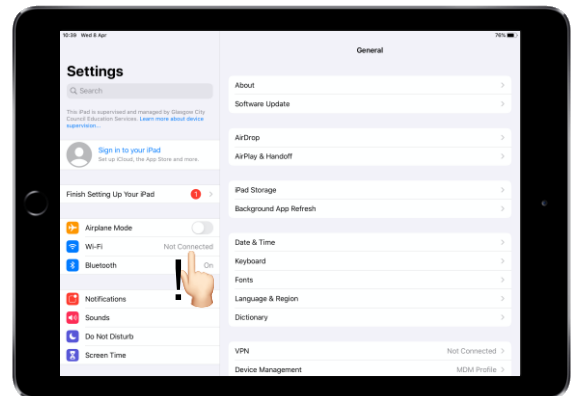 10:39 Wed 6 Apr
76%
Settings
Search
This iPad is supervised and managed by Glasgow City
Council Education Services. Learn more about device
supervision...
Sign in to your iPad
Set up iCloud, the App Store and more.
Finish Setting Up Your iPad 1
Airplane Mode
Wi-Fi Not Connected
Bluetooth On
!
Notifications
Sounds
Do Not Disturb
Screen Time
General
About
Software Update
AirDrop
AirPlay & Handoff
iPad Storage
Background App Refresh
Date & Time
Keyboard
Fonts
Language & Region
Dictionary
VPN Not Connected
Device Management MDM Profile